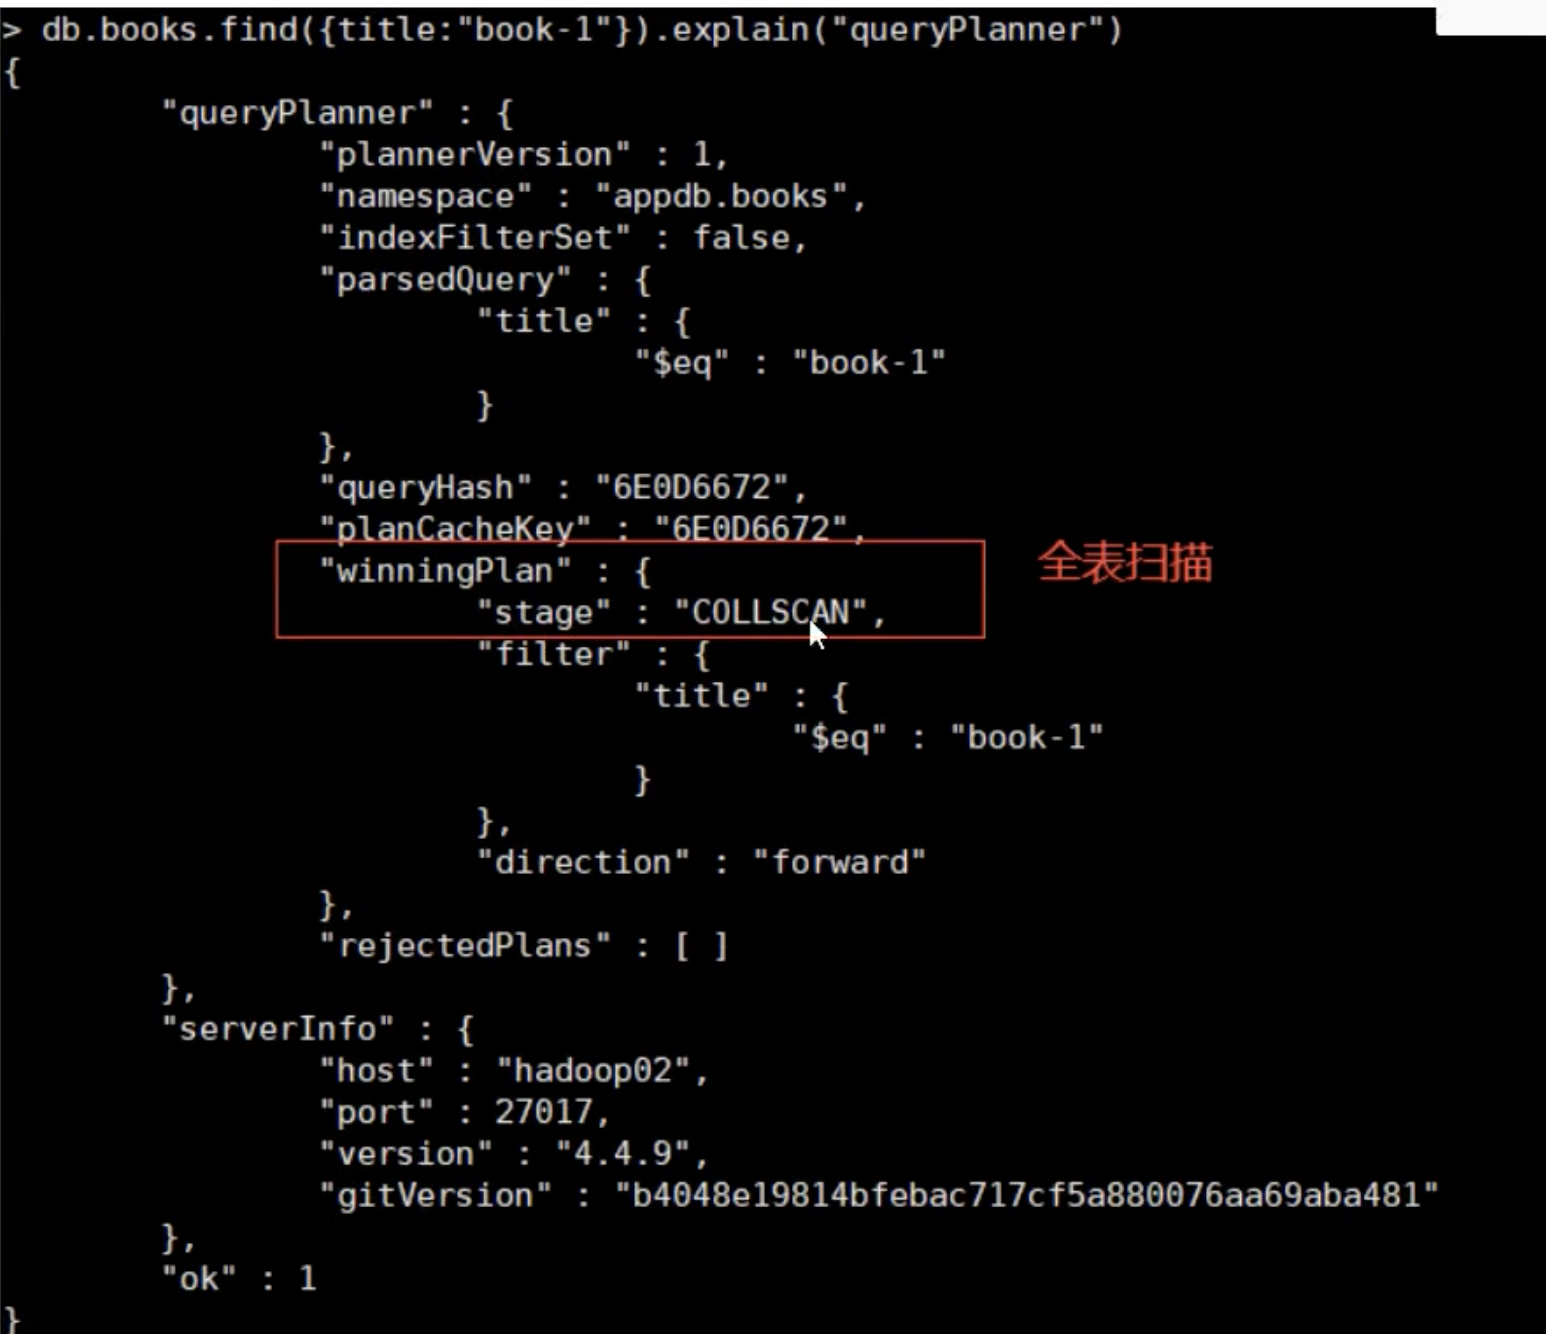 > db.books.find({title:"book-1"}).explain("queryPlanner")
{
"queryPlanner" : {
"plannerVersion" : 1,
"namespace" : "appdb.books",
"indexFilterSet" : false,
"parsedQuery" : {
"title" : {
"$eq" : "book-1"
}
},
"queryHash" : "6E0D6672",
"planCacheKey" : "6E0D6672",
"winningPlan" : {
全表扫描
"stage" : "COLLSCAN",
"filter" : {
"title" : {
"$eq" : "book-1"
}
},
"direction" : "forward"
},
"rejectedPlans" : [ ]
},
"serverInfo" : {
"host" : "hadoop02",
"port" : 27017,
"version" : "4.4.9",
"gitVersion" : "b4048e19814bfebac717cf5a880076aa69aba481"
},
"ok" : 1
}